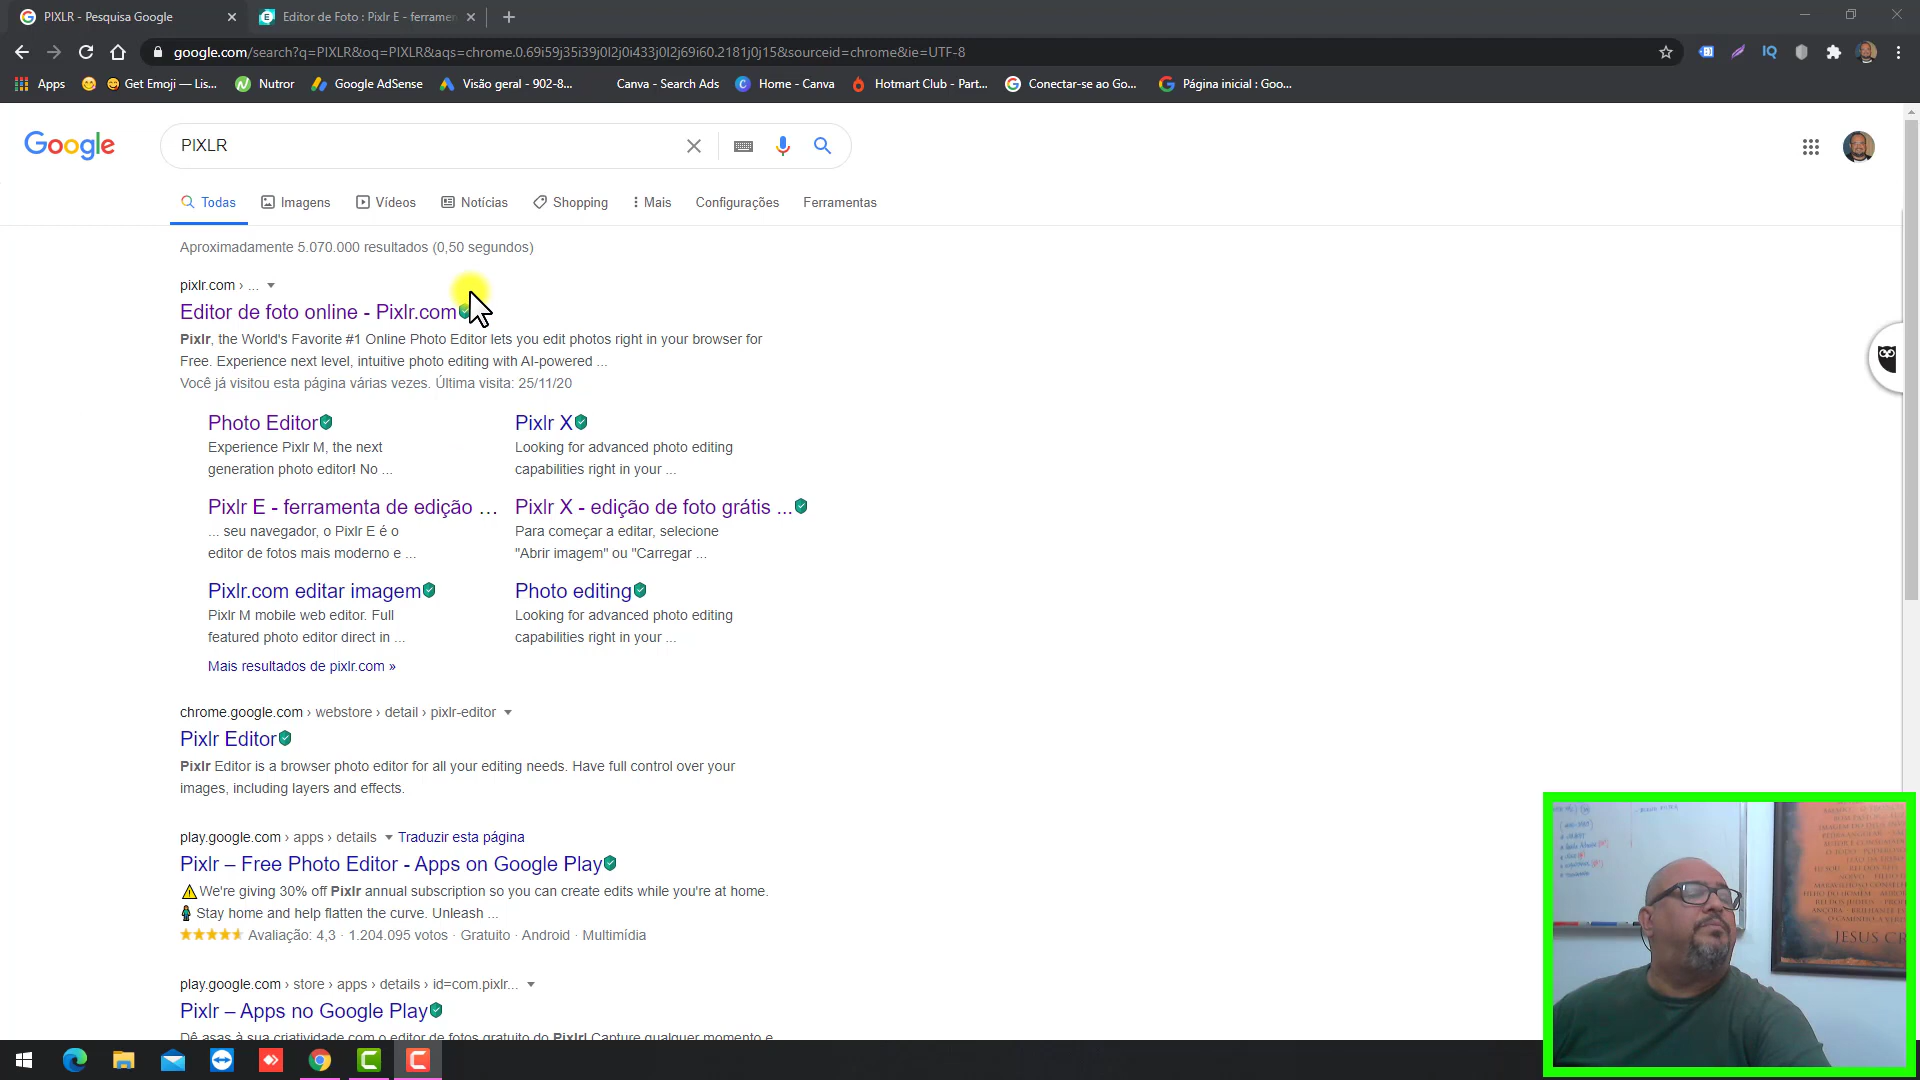 PIXLR - Pesquisa Google
Editor de Foto : Pixlr E - ferramen
google.com/search?q=PIXLR&oq=PIXLR&aqs=chrome.0.69i59j35i39j0l2j0i433j0l2j69i60.2181j0j15&sourceid=chrome&ie=UTF-8
Apps Get Emoji — Lis... Nutror Google AdSense Visão geral - 902-8... Canva - Search Ads Home - Canva Hotmart Club - Part... Conectar-se ao Go... Página inicial : Goo...
Google PIXLR
Todas Imagens Vídeos Notícias Shopping Mais Configurações Ferramentas
Aproximadamente 5.070.000 resultados (0,50 segundos)
pixlr.com › ...
Editor de foto online - Pixlr.com
Pixlr, the World's Favorite #1 Online Photo Editor lets you edit photos right in your browser for
Free. Experience next level, intuitive photo editing with AI-powered ...
Você já visitou esta página várias vezes. Última visita: 25/11/20
Photo Editor
Experience Pixlr M, the next
generation photo editor! No ...
Pixlr X
Looking for advanced photo editing
capabilities right in your ...
Pixlr E - ferramenta de edição ...
... seu navegador, o Pixlr E é o
editor de fotos mais moderno e ...
Pixlr X - edição de foto grátis ...
Para começar a editar, selecione
"Abrir imagem" ou "Carregar ...
Pixlr.com editar imagem
Pixlr M mobile web editor. Full
featured photo editor direct in ...
Photo editing
Looking for advanced photo editing
capabilities right in your ...
Mais resultados de pixlr.com »
chrome.google.com › webstore › detail › pixlr-editor
Pixlr Editor
Pixlr Editor is a browser photo editor for all your editing needs. Have full control over your
images, including layers and effects.
play.google.com › apps › details Traduzir esta página
Pixlr – Free Photo Editor - Apps on Google Play
We're giving 30% off Pixlr annual subscription so you can create edits while you're at home.
Stay home and help flatten the curve. Unleash ...
Avaliação: 4,3 · 1.204.095 votos · Gratuito · Android · Multimídia
play.google.com › store › apps › details › id=com.pixlr...
Pixlr – Apps no Google Play
Dê asas à sua criatividade com o editor de fotos gratuito do Pixlr! Capture qualquer momento e
JESUS CR